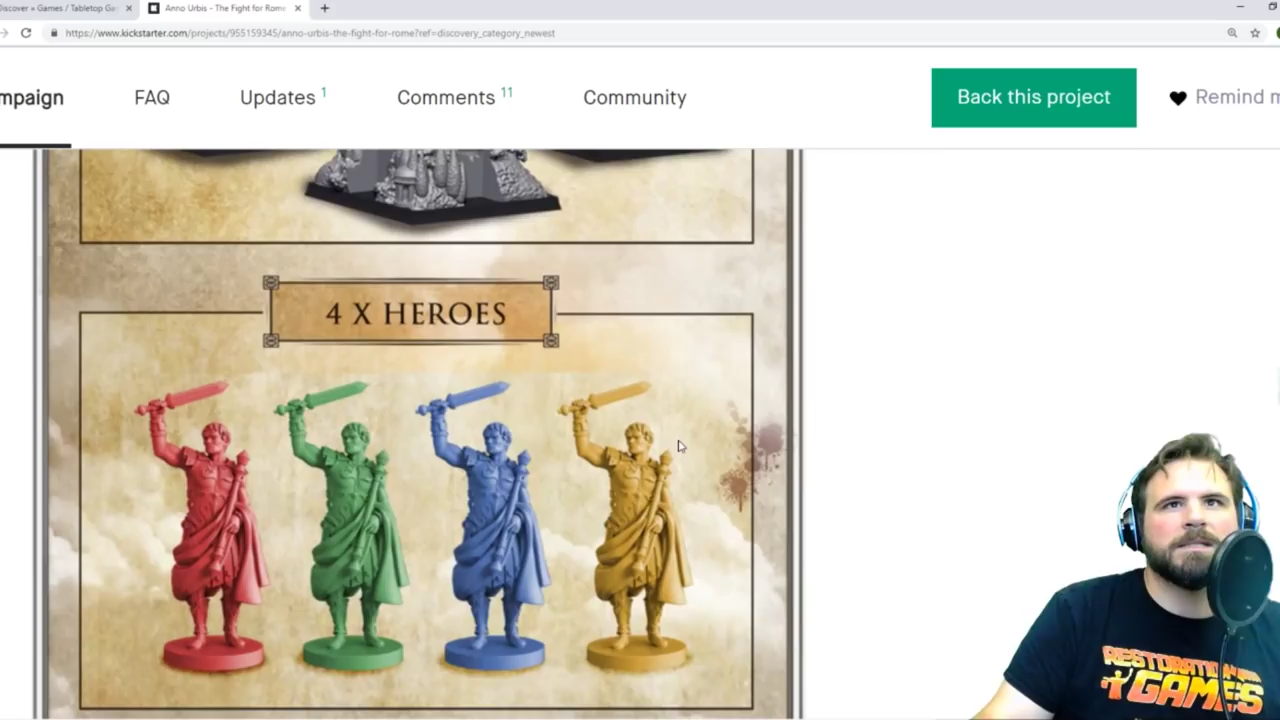 Discover » Games / Tabletop Ga
Anno Urbis - The Fight for Rome
https://www.kickstarter.com/projects/955159345/anno-urbis-the-fight-for-rome?ref=discovery_category_newest
mpaign
FAQ
Updates 1
Comments 11
Community
Back this project
Remind m
4 X HEROES
RESTORATION
GAMES